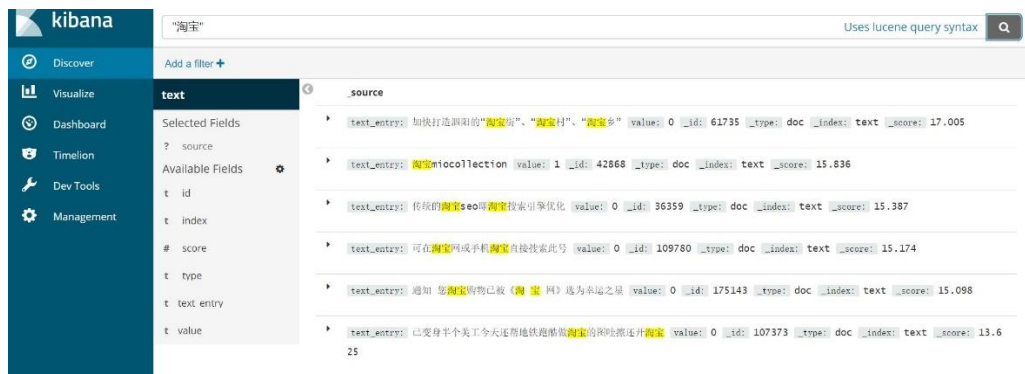 kibana
"淘宝"
Uses lucene query syntax
Discover
Add a filter +
Visualize
text
_source
Dashboard
Selected Fields
text_entry: 加快打造泗阳的“淘宝街”、“淘宝村”、“淘宝乡” value: 0 _id: 61735 _type: doc _index: text _score: 17.005
? source
Timelion
Available Fields
text_entry: 淘宝miocollection value: 1 _id: 42868 _type: doc _index: text _score: 15.836
Dev Tools
t id
text_entry: 传统的淘宝seo即淘宝搜索引擎优化 value: 0 _id: 36359 _type: doc _index: text _score: 15.387
Management
t index
# score
text_entry: 可在淘宝网或手机淘宝直接搜索此号 value: 0 _id: 109780 _type: doc _index: text _score: 15.174
t type
t text entry
text_entry: 通知 您淘宝购物已被《淘 宝 网》选为幸运之星 value: 0 _id: 175143 _type: doc _index: text _score: 15.098
t value
text_entry: 已变身半个美工今天还帮地铁跑酷做淘宝的图哇擦还开淘宝 value: 0 _id: 107373 _type: doc _index: text _score: 13.6
25